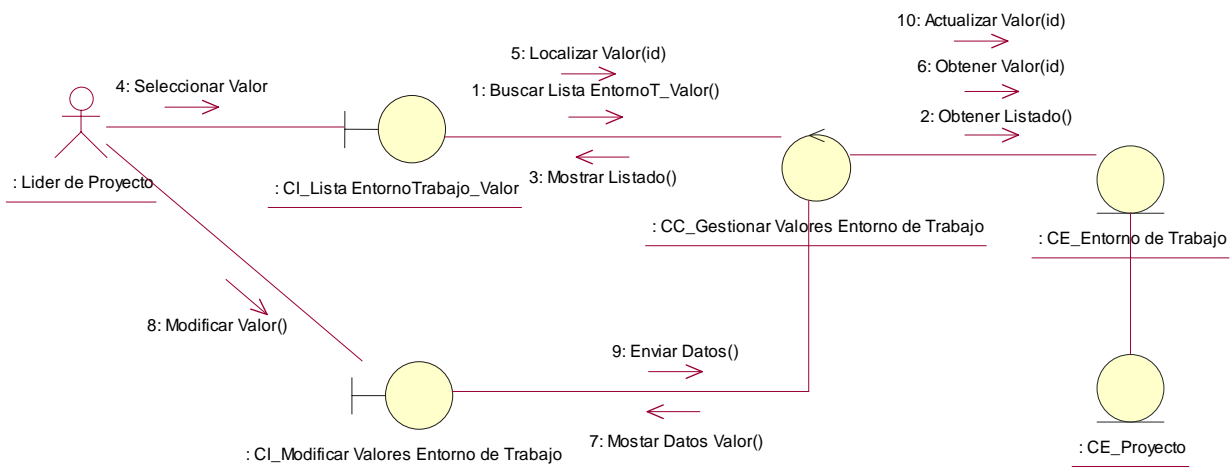 10: Actualizar Valor(id)
5: Localizar Valor(id)
6: Obtener Valor(id)
4: Seleccionar Valor
1: Buscar Lista EntornoT_Valor()
2: Obtener Listado()
: Lider de Proyecto
: CI_Lista EntornoTrabajo_Valor
3: Mostrar Listado()
: CC_Gestionar Valores Entorno de Trabajo
: CE_Entorno de Trabajo
8: Modificar Valor()
9: Enviar Datos()
7: Mostar Datos Valor()
: CI_Modificar Valores Entorno de Trabajo
: CE_Proyecto